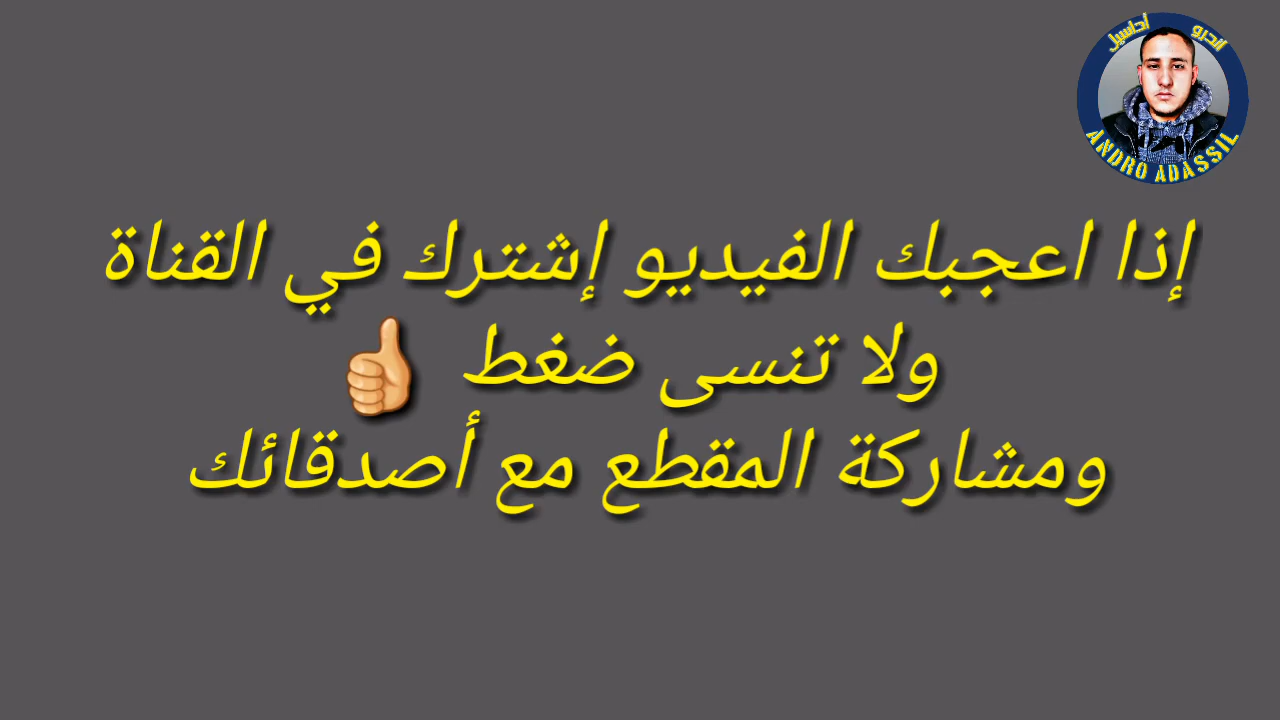 اندرو أداسيل
ANDRO ADASSIL
إذا اعجبك الفيديو إشترك في القناة
ولا تنسى ضغط 👍
ومشاركة المقطع مع أصدقائك